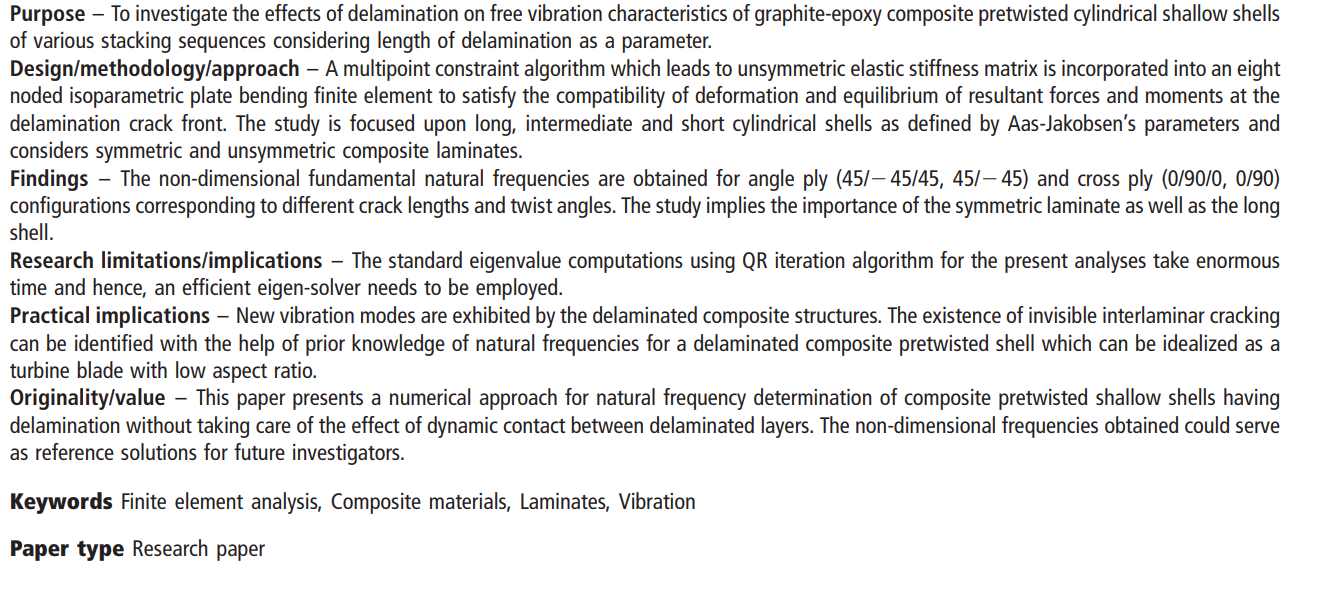 Purpose – To investigate the effects of delamination on free vibration characteristics of graphite-epoxy composite pretwisted cylindrical shallow shells
of various stacking sequences considering length of delamination as a parameter.
Design/methodology/approach – A multipoint constraint algorithm which leads to unsymmetric elastic stiffness matrix is incorporated into an eight
noded isoparametric plate bending finite element to satisfy the compatibility of deformation and equilibrium of resultant forces and moments at the
delamination crack front. The study is focused upon long, intermediate and short cylindrical shells as defined by Aas-Jakobsen's parameters and
considers symmetric and unsymmetric composite laminates.
Findings – The non-dimensional fundamental natural frequencies are obtained for angle ply (45/−45/45, 45/−45) and cross ply (0/90/0, 0/90)
configurations corresponding to different crack lengths and twist angles. The study implies the importance of the symmetric laminate as well as the long
shell.
Research limitations/implications – The standard eigenvalue computations using QR iteration algorithm for the present analyses take enormous
time and hence, an efficient eigen-solver needs to be employed.
Practical implications – New vibration modes are exhibited by the delaminated composite structures. The existence of invisible interlaminar cracking
can be identified with the help of prior knowledge of natural frequencies for a delaminated composite pretwisted shell which can be idealized as a
turbine blade with low aspect ratio.
Originality/value – This paper presents a numerical approach for natural frequency determination of composite pretwisted shallow shells having
delamination without taking care of the effect of dynamic contact between delaminated layers. The non-dimensional frequencies obtained could serve
as reference solutions for future investigators.
Keywords Finite element analysis, Composite materials, Laminates, Vibration
Paper type Research paper